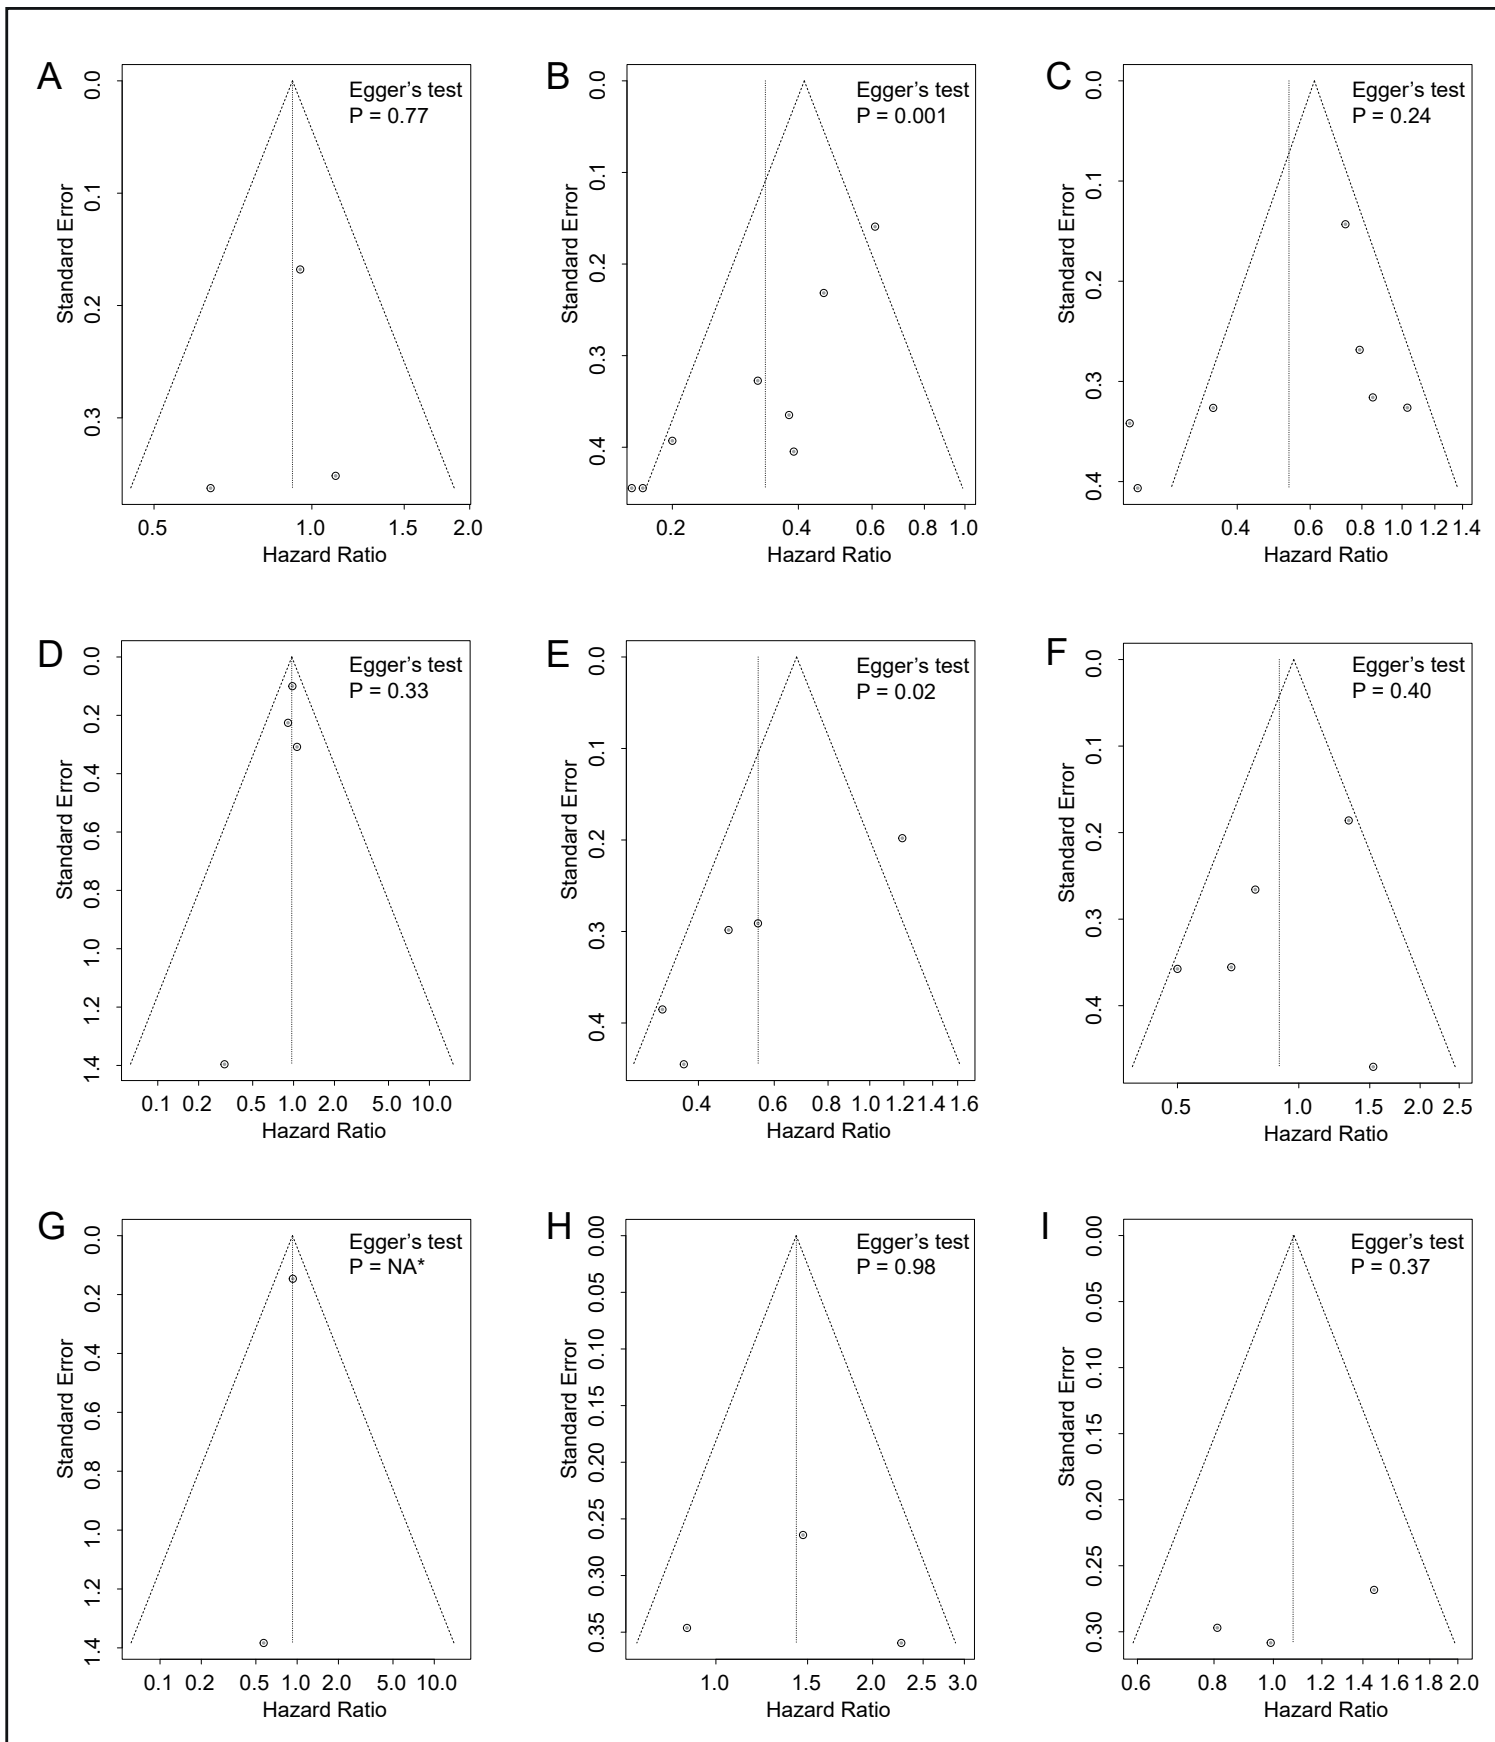 A
Egger's test
P = 0.77
Standard Error
0.0
0.1
0.2
0.3
0.5
1.0
1.5
2.0
Hazard Ratio
B
Egger's test
P = 0.001
Standard Error
0.0
0.1
0.2
0.3
0.4
0.2
0.4
0.6
0.8
1.0
Hazard Ratio
C
Egger's test
P = 0.24
Standard Error
0.0
0.1
0.2
0.3
0.4
0.4
0.6
0.8
1.0
1.2
1.4
Hazard Ratio
D
Egger's test
P = 0.33
Standard Error
0.0
0.2
0.4
0.6
0.8
1.0
1.2
1.4
0.1
0.2
0.5
1.0
2.0
5.0
10.0
Hazard Ratio
E
Egger's test
P = 0.02
Standard Error
0.0
0.1
0.2
0.3
0.4
0.4
0.6
0.8
1.0
1.2
1.4
1.6
Hazard Ratio
F
Egger's test
P = 0.40
Standard Error
0.0
0.1
0.2
0.3
0.4
0.5
1.0
1.5
2.0
2.5
Hazard Ratio
G
Egger's test
P = NA*
Standard Error
0.0
0.2
0.4
0.6
0.8
1.0
1.2
1.4
0.1
0.2
0.5
1.0
2.0
5.0
10.0
Hazard Ratio
H
Egger's test
P = 0.98
Standard Error
0.00
0.05
0.10
0.15
0.20
0.25
0.30
0.35
1.0
1.5
2.0
2.5
3.0
Hazard Ratio
I
Egger's test
P = 0.37
Standard Error
0.00
0.05
0.10
0.15
0.20
0.25
0.30
0.6
0.8
1.0
1.2
1.4
1.6
1.8
2.0
Hazard Ratio